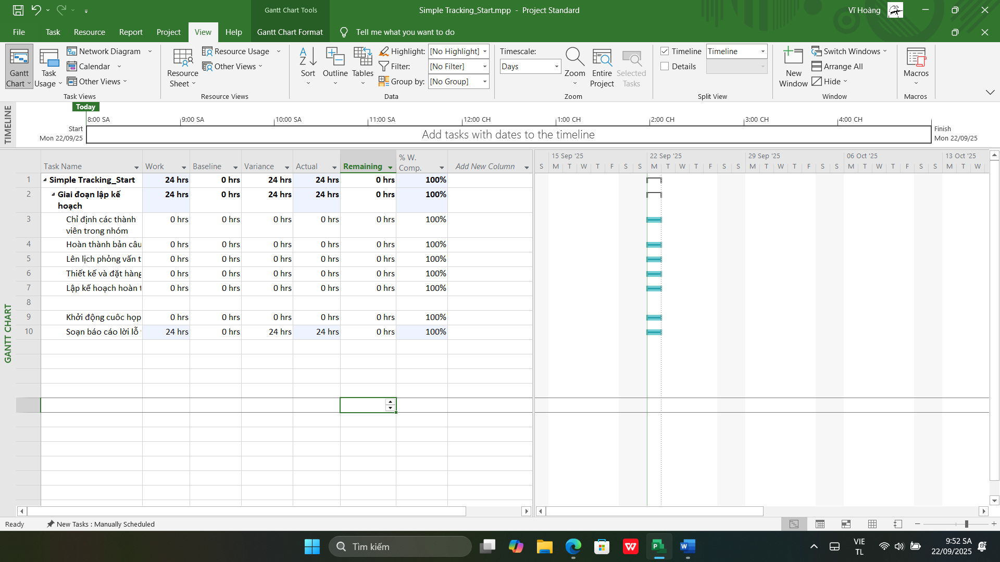 Gantt Chart Tools
Simple Tracking_Start.mpp - Project Standard
Vĩ Hoàng
File Task Resource Report Project View Help Gantt Chart Format Tell me what you want to do
Gantt Chart
Task Usage
Network Diagram
Calendar
Other Views
Task Views
Resource Sheet
Resource Usage
Other Views
Resource Views
Sort
Outline
Tables
Highlight: [No Highlight]
Filter: [No Filter]
Group by: [No Group]
Data
Timescale:
Days
Zoom
Entire Project
Selected Tasks
Zoom
Timeline Timeline
Details
Split View
New Window
Switch Windows
Arrange All
Hide
Window
Macros
Macros
TIMELINE
Today
8:00 SA 9:00 SA 10:00 SA 11:00 SA 12:00 CH 1:00 CH 2:00 CH 3:00 CH 4:00 CH
Start
Mon 22/09/25
Add tasks with dates to the timeline
Finish
Mon 22/09/25
GANTT CHART
Task Name Work Baseline Variance Actual Remaining % W. Comp. Add New Column
15 Sep '25 22 Sep '25 29 Sep '25 06 Oct '25 13 Oct '25
S M T W T F S S M T W T F S S M T W T F S S M T W T F S S M T W
1 Simple Tracking_Start 24 hrs 0 hrs 24 hrs 24 hrs 0 hrs 100%
2 Giai đoạn lập kế hoạch 24 hrs 0 hrs 24 hrs 24 hrs 0 hrs 100%
3 Chỉ định các thành viên trong nhóm 0 hrs 0 hrs 0 hrs 0 hrs 0 hrs 100%
4 Hoàn thành bản câu 0 hrs 0 hrs 0 hrs 0 hrs 0 hrs 100%
5 Lên lịch phỏng vấn t 0 hrs 0 hrs 0 hrs 0 hrs 0 hrs 100%
6 Thiết kế và đặt hàng 0 hrs 0 hrs 0 hrs 0 hrs 0 hrs 100%
7 Lập kế hoạch hoàn t 0 hrs 0 hrs 0 hrs 0 hrs 0 hrs 100%
8
9 Khởi động cuôc họp 0 hrs 0 hrs 0 hrs 0 hrs 0 hrs 100%
10 Soạn báo cáo lời lỗ 24 hrs 0 hrs 24 hrs 24 hrs 0 hrs 100%
Ready New Tasks : Manually Scheduled
Tìm kiếm
VIE
TL
9:52 SA
22/09/2025